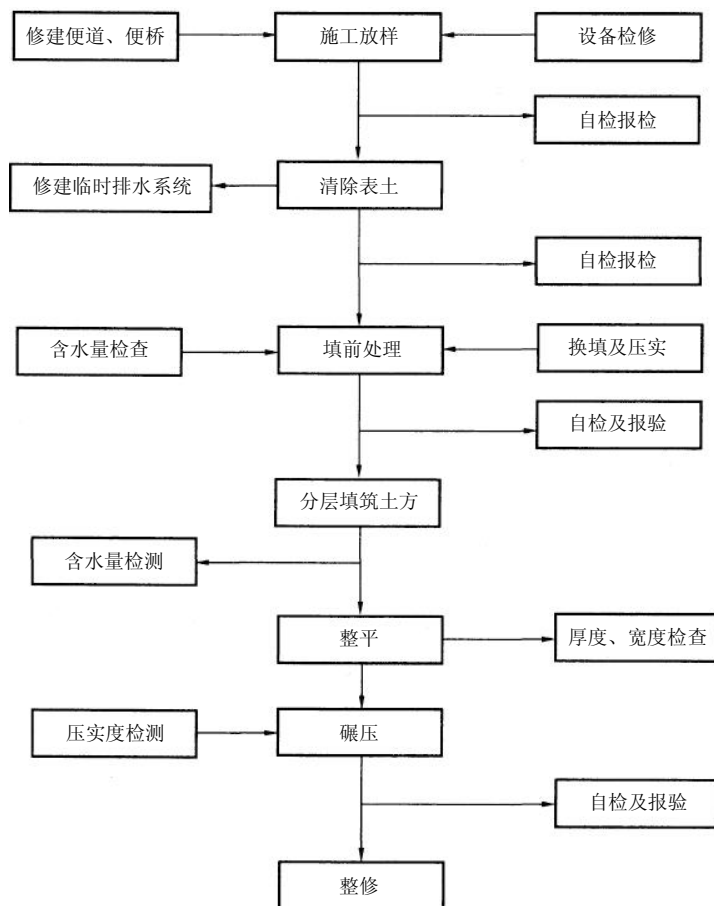 修建便道、便桥
施工放样
设备检修
自检报检
修建临时排水系统
清除表土
自检报检
含水量检查
填前处理
换填及压实
自检及报验
分层填筑土方
含水量检测
整平
厚度、宽度检查
压实度检测
碾压
自检及报验
整修